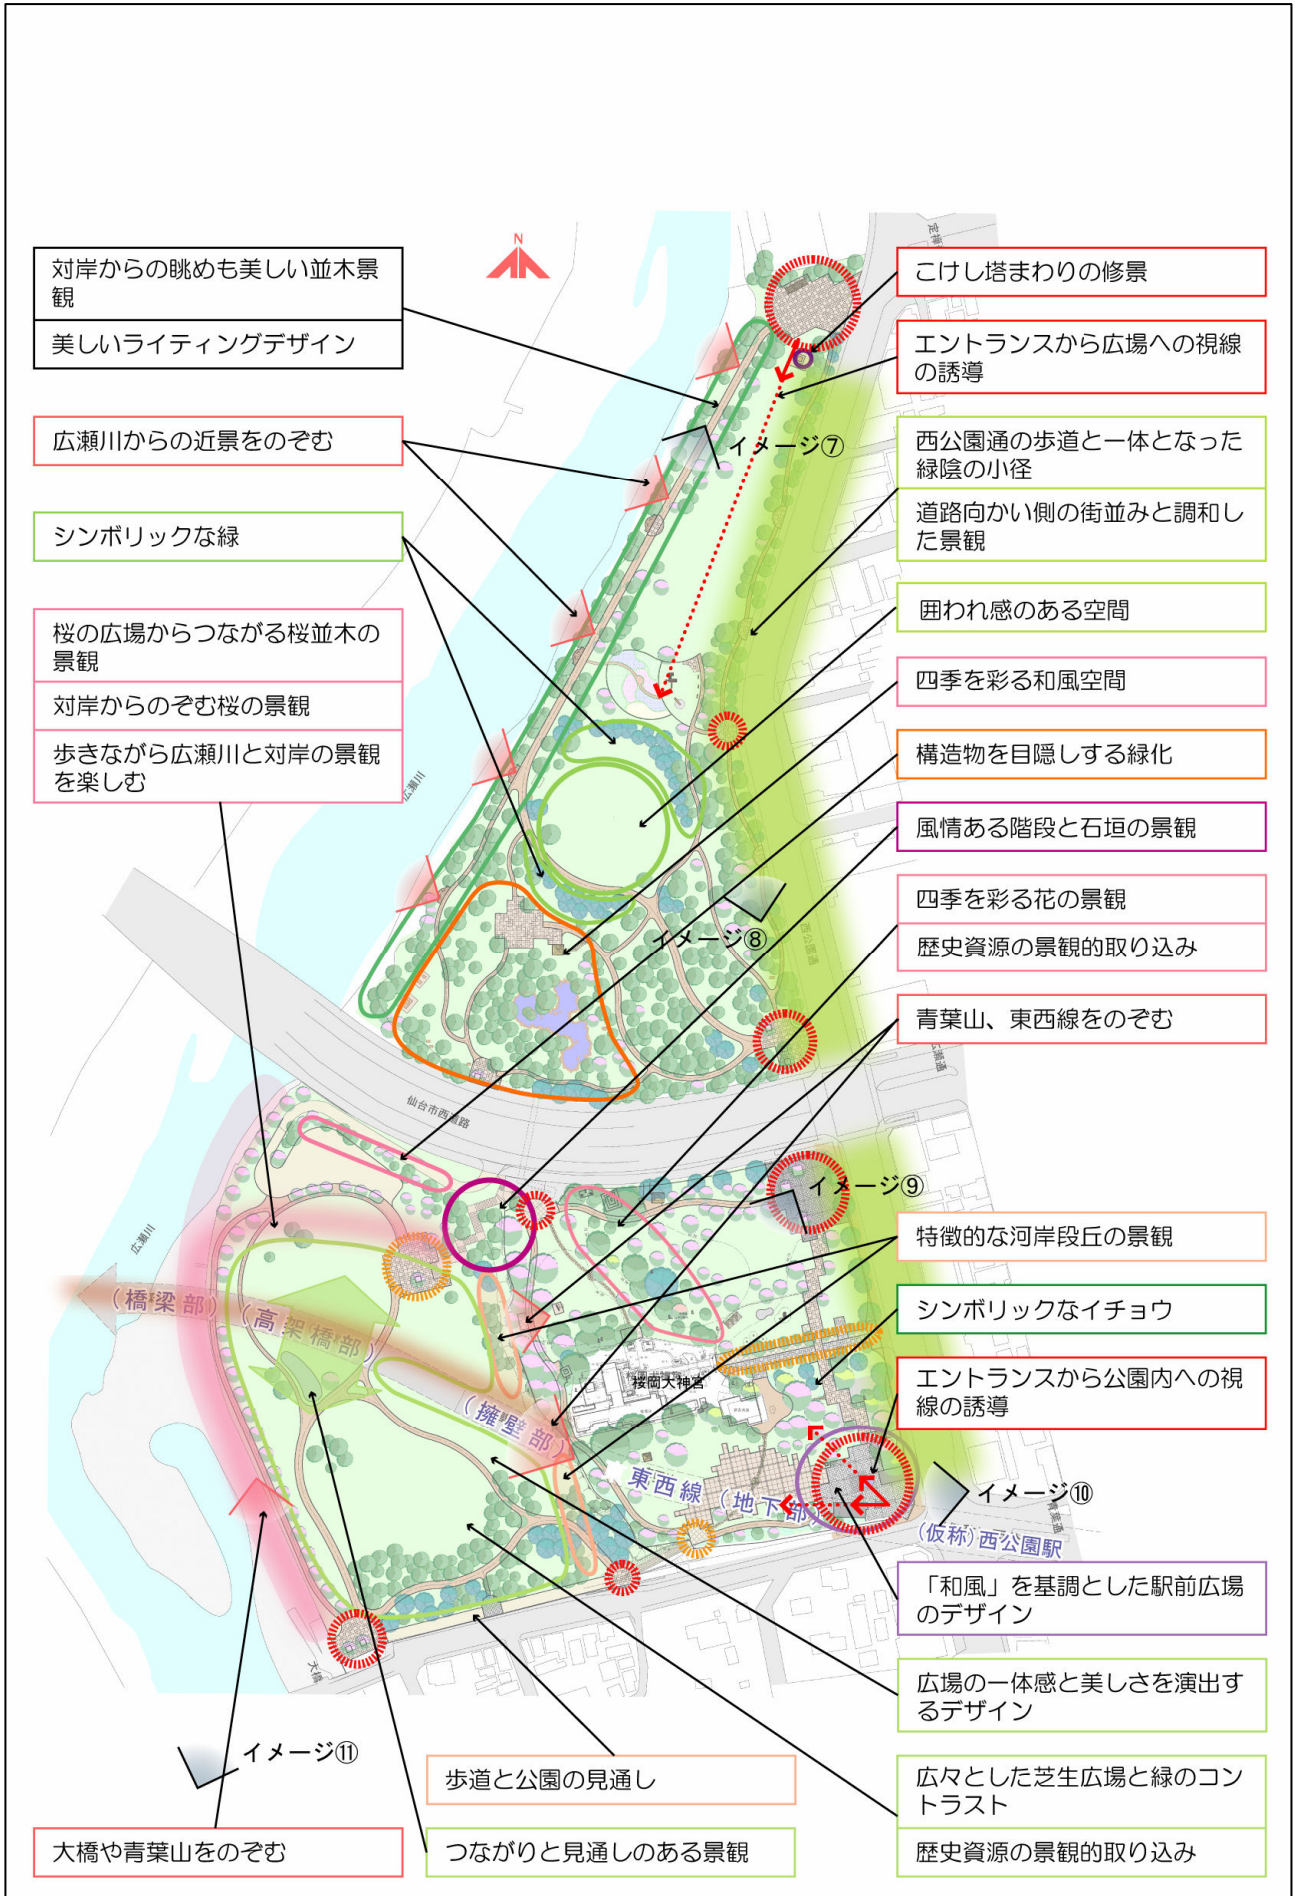 N
定禅
対岸からの眺めも美しい並木景
観
美しいライティングデザイン
広瀬川からの近景をのぞむ
シンボリックな緑
桜の広場からつながる桜並木の
景観
対岸からのぞむ桜の景観
歩きながら広瀬川と対岸の景観
を楽しむ
こけし塔まわりの修景
エントランスから広場への視線
の誘導
西公園通の歩道と一体となった
緑陰の小径
道路向かい側の街並みと調和し
た景観
囲われ感のある空間
四季を彩る和風空間
構造物を目隠しする緑化
風情ある階段と石垣の景観
四季を彩る花の景観
歴史資源の景観的取り込み
青葉山、東西線をのぞむ
特徴的な河岸段丘の景観
シンボリックなイチョウ
エントランスから公園内への視
線の誘導
「和風」を基調とした駅前広場
のデザイン
広場の一体感と美しさを演出す
るデザイン
広々とした芝生広場と緑のコン
トラスト
歴史資源の景観的取り込み
イメージ⑦
広瀬川
イメージ⑧
西公園通
広瀬通
仙台市西道路
イメージ⑨
広瀬川
(橋梁部)
(高架橋部)
(擁壁部)
桜岡大神宮
東西線(地下部)
イメージ⑩
(仮称)西公園駅
青葉通
大橋
イメージ⑪
歩道と公園の見通し
大橋や青葉山をのぞむ
つながりと見通しのある景観